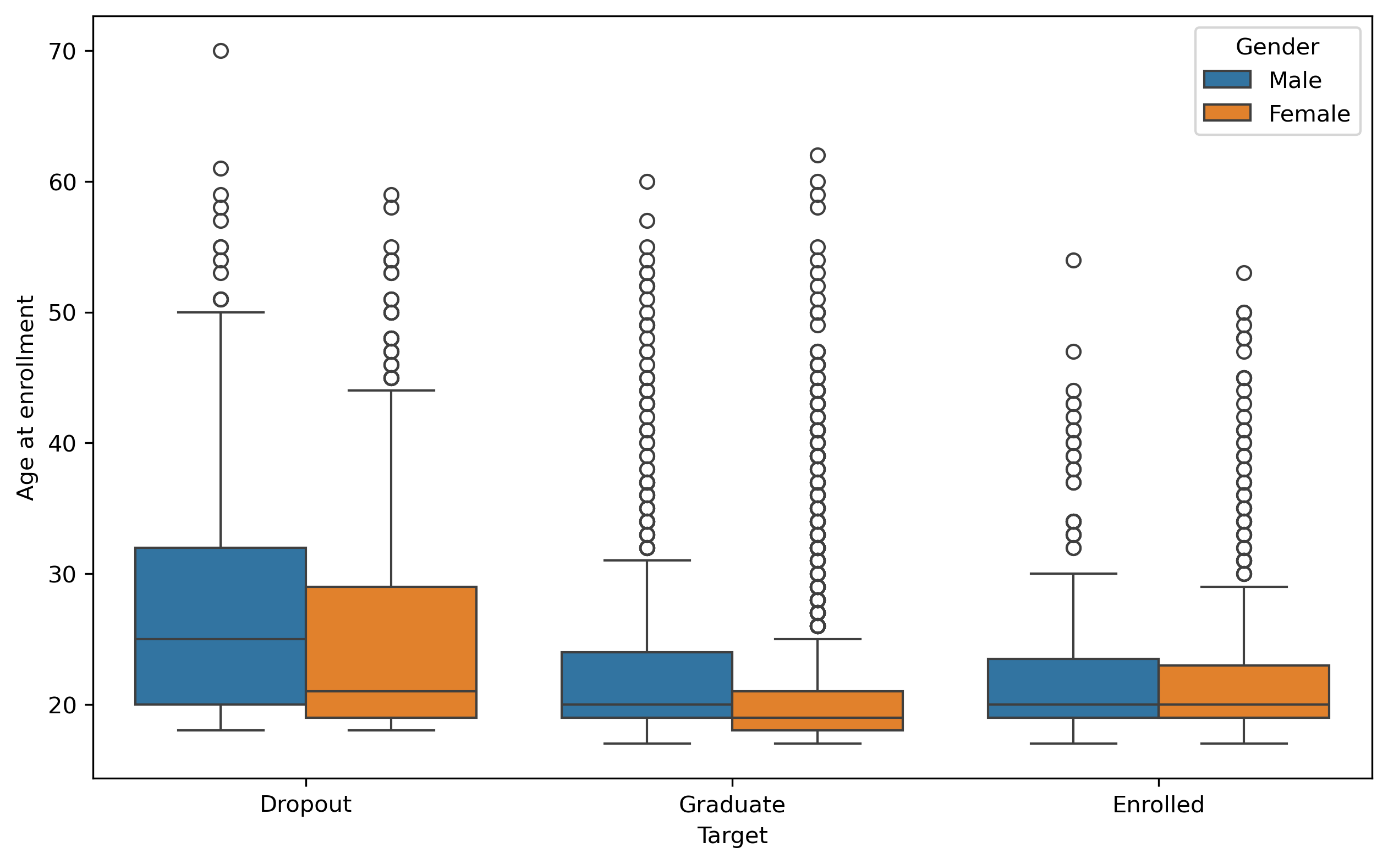 Gender
Male
Female
Age at enrollment
70
60
50
40
30
20
Dropout
Graduate
Enrolled
Target